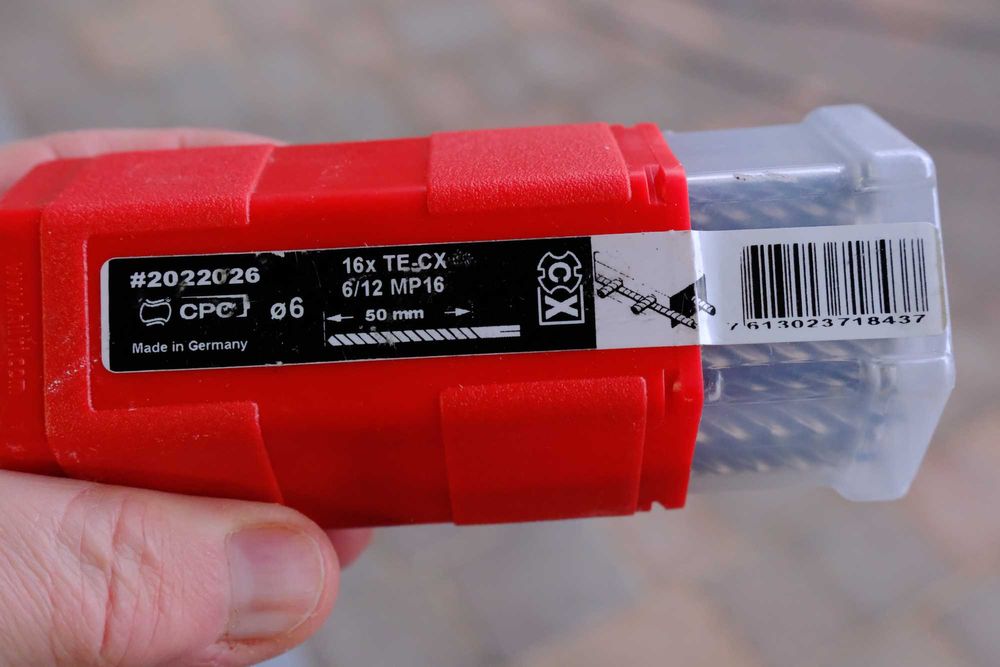 #2022026
CPC
ø6
Made in Germany
16x TE-CX
6/12 MP16
50 mm
CX
7613023718437